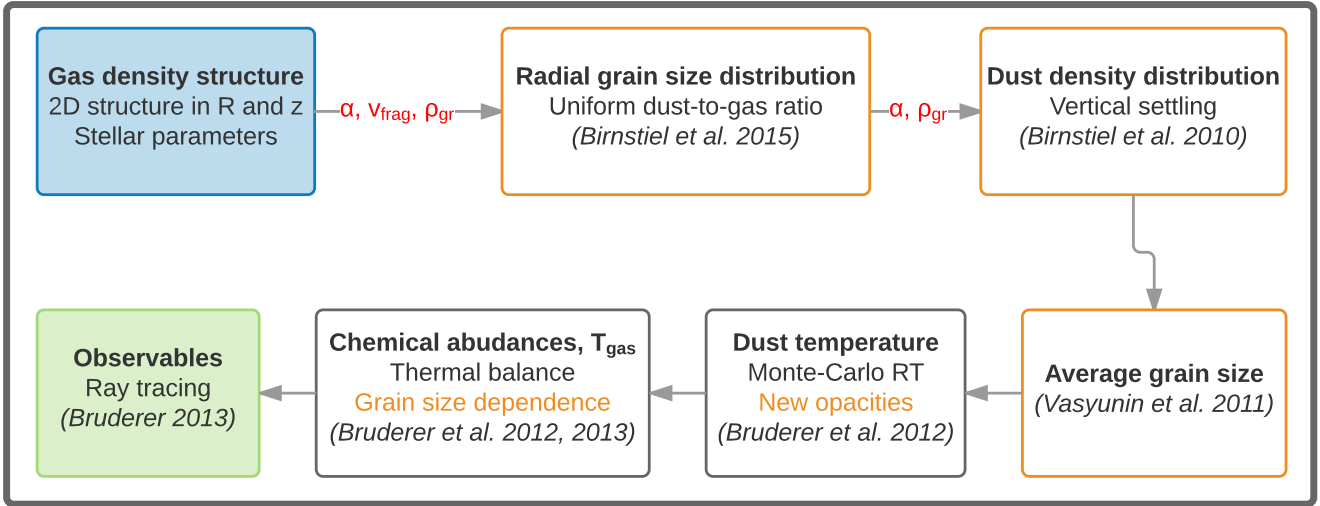 Gas density structure
2D structure in R and z
Stellar parameters
α, vfrag, ρgr
Radial grain size distribution
Uniform dust-to-gas ratio
(Birnstiel et al. 2015)
α, ρgr
Dust density distribution
Vertical settling
(Birnstiel et al. 2010)
Observables
Ray tracing
(Bruderer 2013)
Chemical abudances, Tgas
Thermal balance
Grain size dependence
(Bruderer et al. 2012, 2013)
Dust temperature
Monte-Carlo RT
New opacities
(Bruderer et al. 2012)
Average grain size
(Vasyunin et al. 2011)